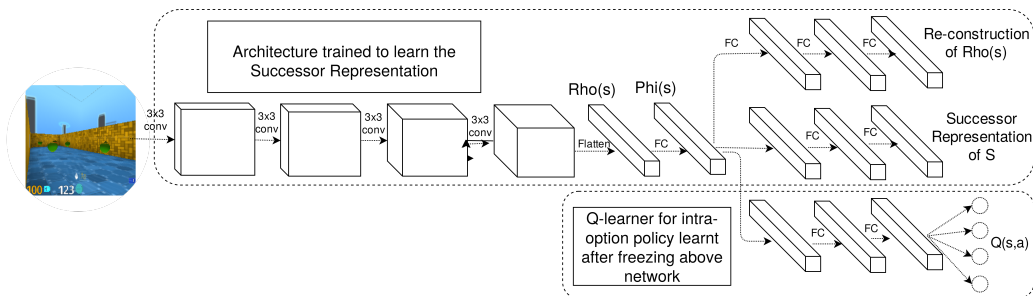 Architecture trained to learn the
Successor Representation
3x3
conv
3x3
conv
3x3
conv
3x3
conv
Rho(s)
Flatten
Phi(s)
FC
FC
FC
FC
Re-construction
of Rho(s)
FC
FC
Successor
Representation
of S
100
123
Q-learner for intra-
option policy learnt
after freezing above
network
FC
FC
FC
Q(s,a)